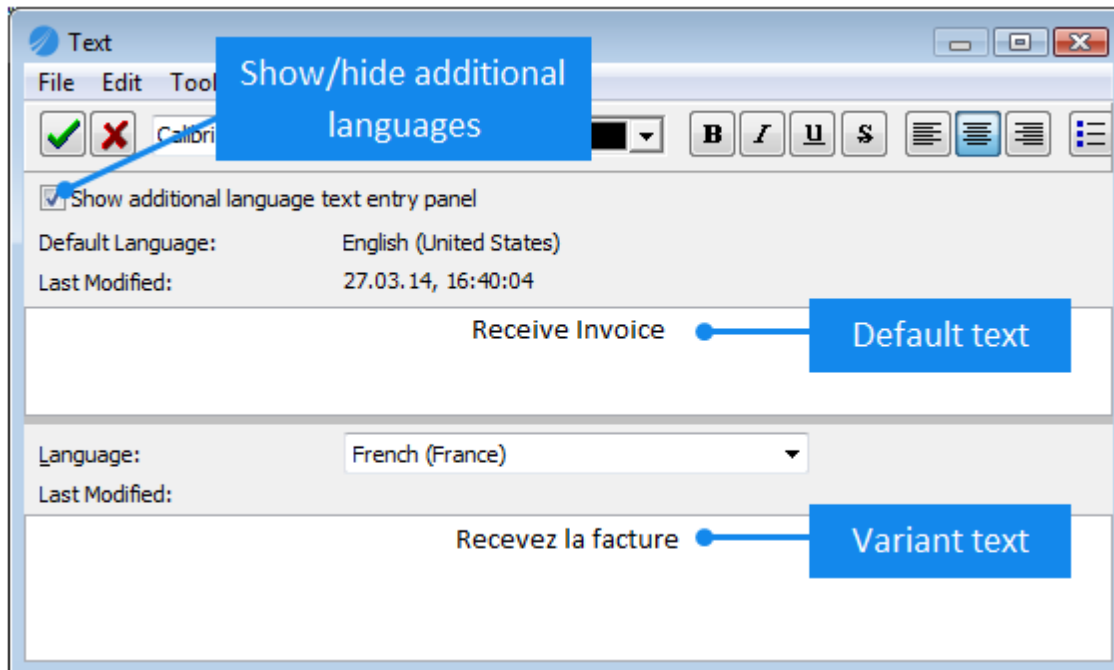 Text
File Edit Tool
Show/hide additional
languages
Calibri
B I U S
Show additional language text entry panel
Default Language: English (United States)
Last Modified: 27.03.14, 16:40:04
Receive Invoice
Default text
Language: French (France)
Last Modified:
Recevez la facture
Variant text